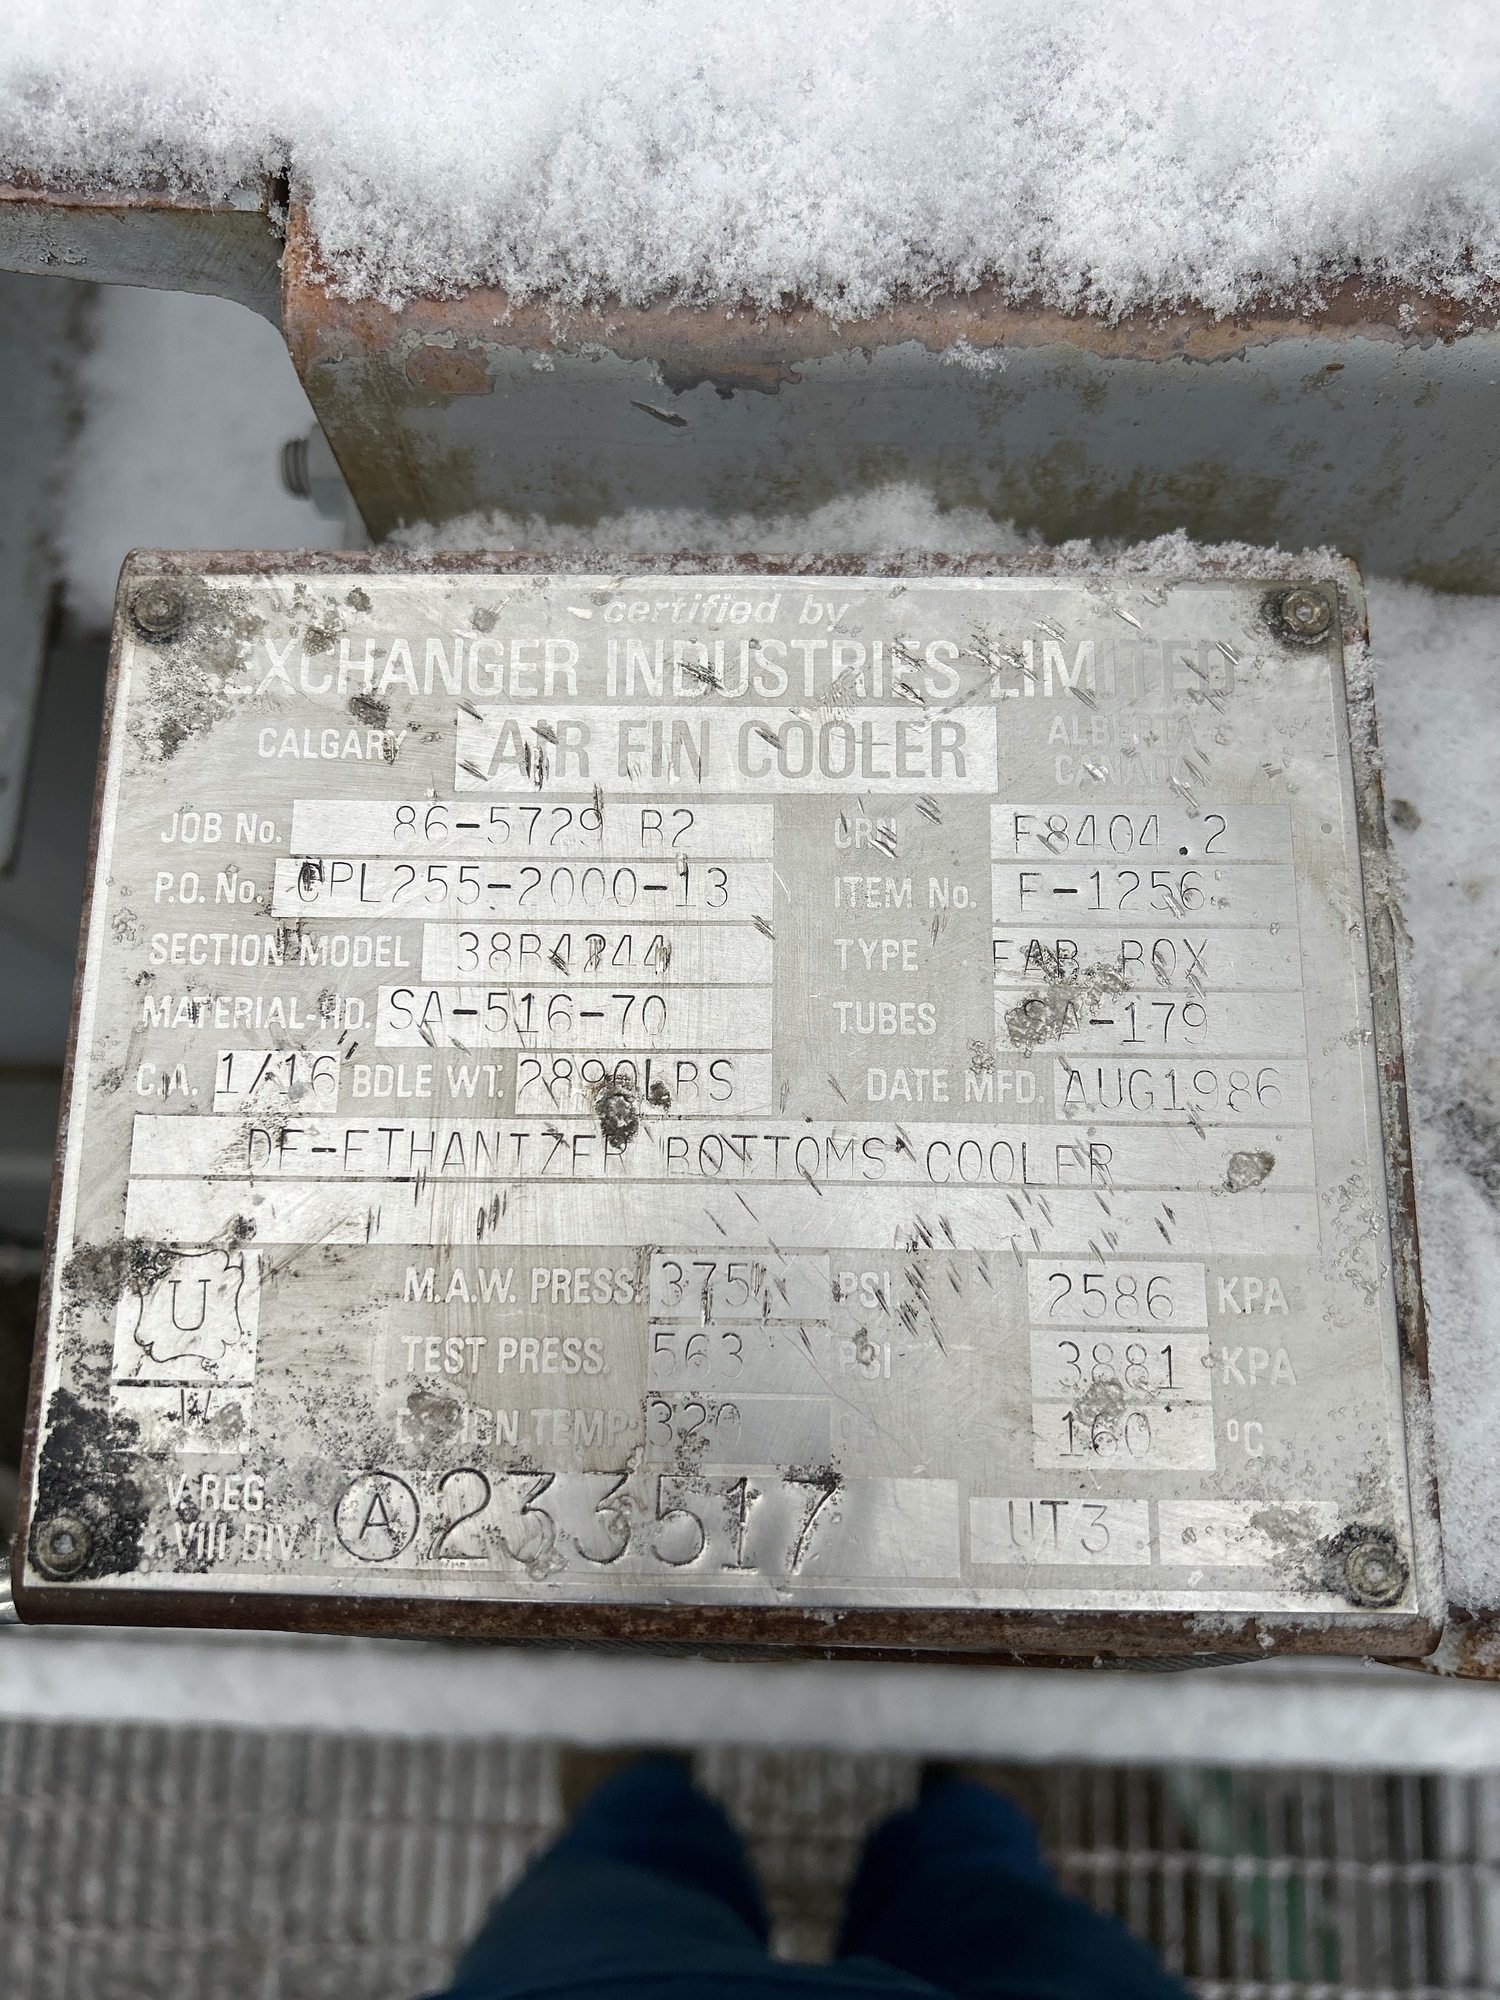 certified by
EXCHANGER INDUSTRIES LIMITED
CALGARY AIR FIN COOLER ALBERTA
CANADA
JOB No. 86-5729 B2 CRN F8404.2
P.O. No. CPL255-2000-13 ITEM No. E-1256
SECTION MODEL TYPE FAB BOX
MATERIAL-HD. SA-516-70 TUBES SA-179
C.A. 1/16 BDLE WT. 2890LBS DATE MFD. AUG1986
DE-ETHANIZER BOTTOMS COOLER
U
M.A.W. PRESS. 375 PSI 2586 KPA
TEST PRESS. 563 PSI 3881 KPA
W
DESIGN TEMP. 320 160 °C
V-REG.
VIII DIV 1 A 233517 UT3